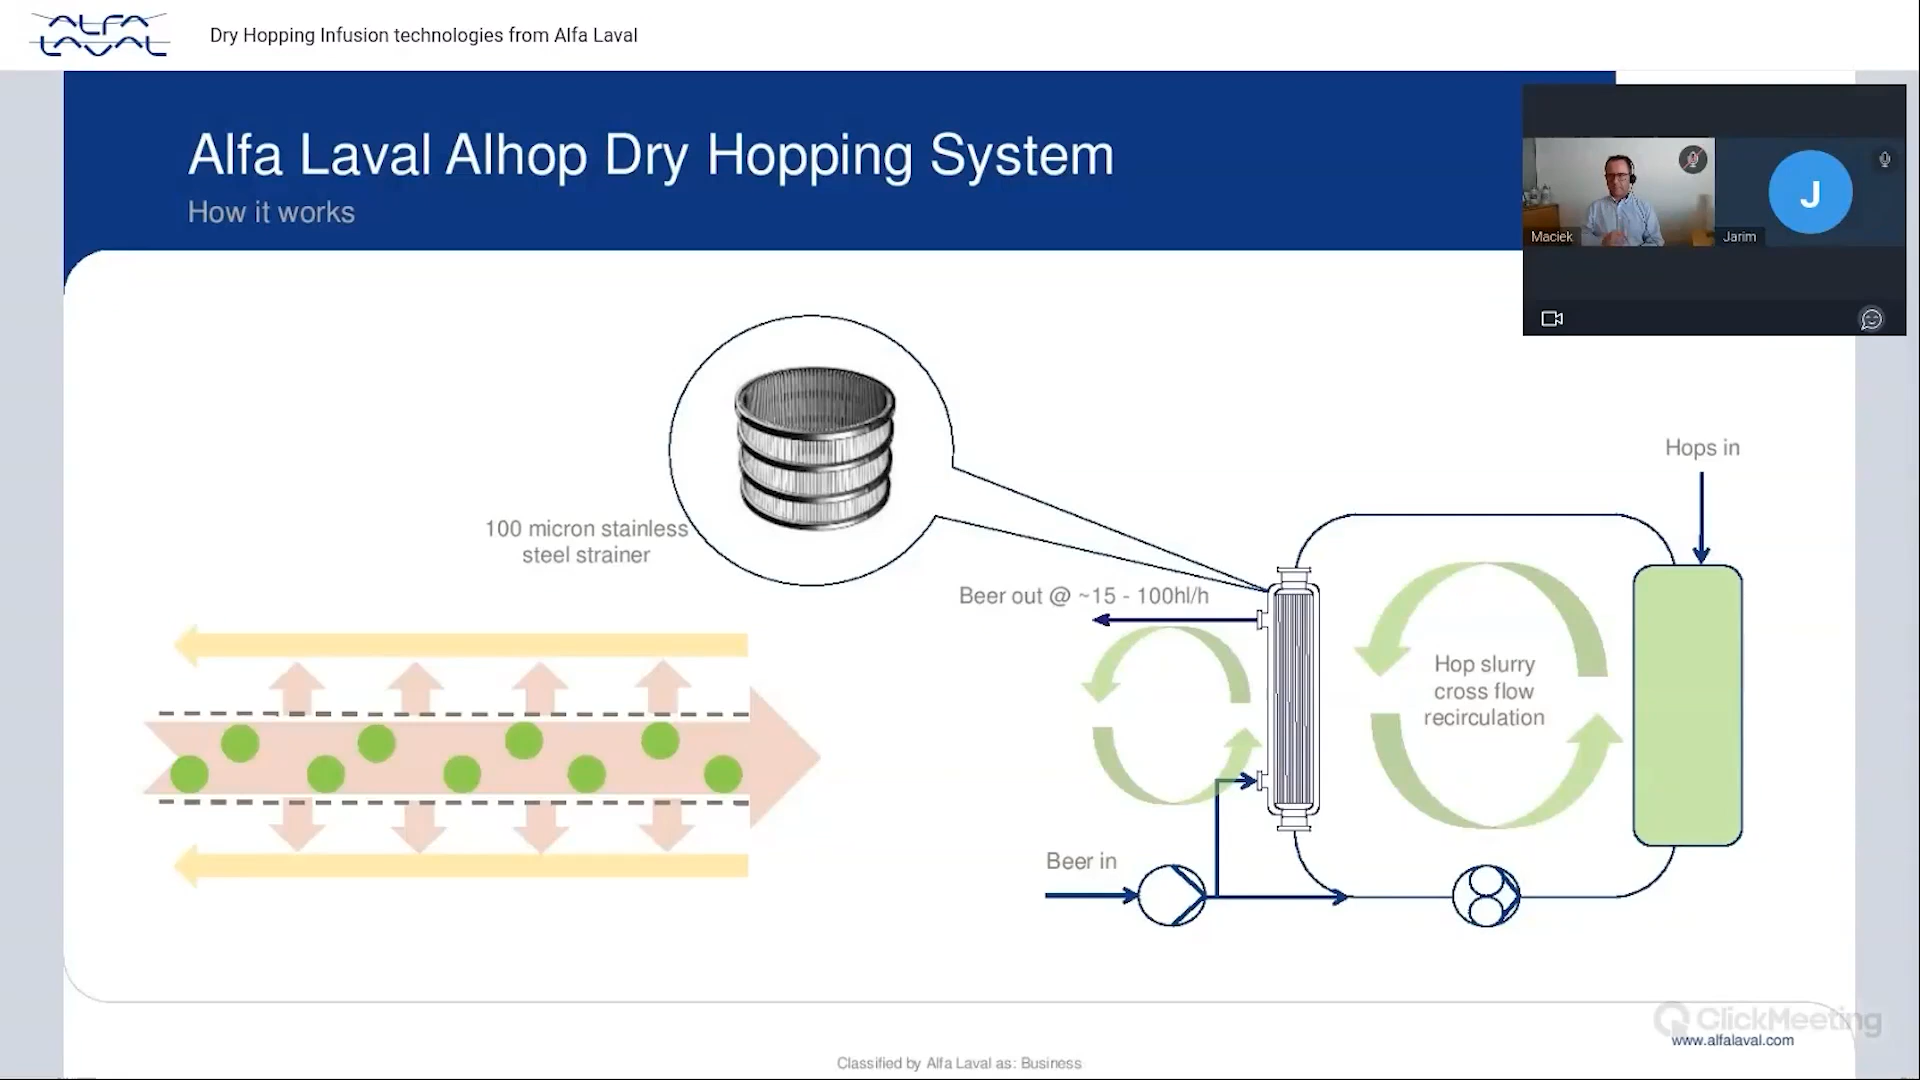 ALFA
LAVAL
Dry Hopping Infusion technologies from Alfa Laval
Alfa Laval Alhop Dry Hopping System
How it works
Maciek
J
Jarim
Hops in
100 micron stainless
steel strainer
Beer out @ ~15 - 100hl/h
Hop slurry
cross flow
recirculation
Beer in
ClickMeeting
www.alfalaval.com
Classified by Alfa Laval as: Business